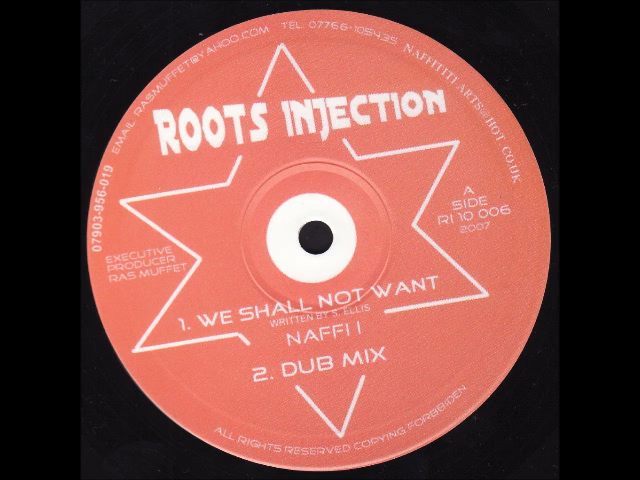 EMAIL RASMUFFET@YAHOO.COM
TEL: 07766-105435
NAFFITITI ARTS@HOT.CO.UK
07903-956-019
ROOTS INJECTION
A
SIDE
RI 10 006
2007
EXECUTIVE
PRODUCER
RAS MUFFET
1. WE SHALL NOT WANT
WRITTEN BY S. ELLIS
NAFFI I
2. DUB MIX
ALL RIGHTS RESERVED COPYING FORBBIDEN